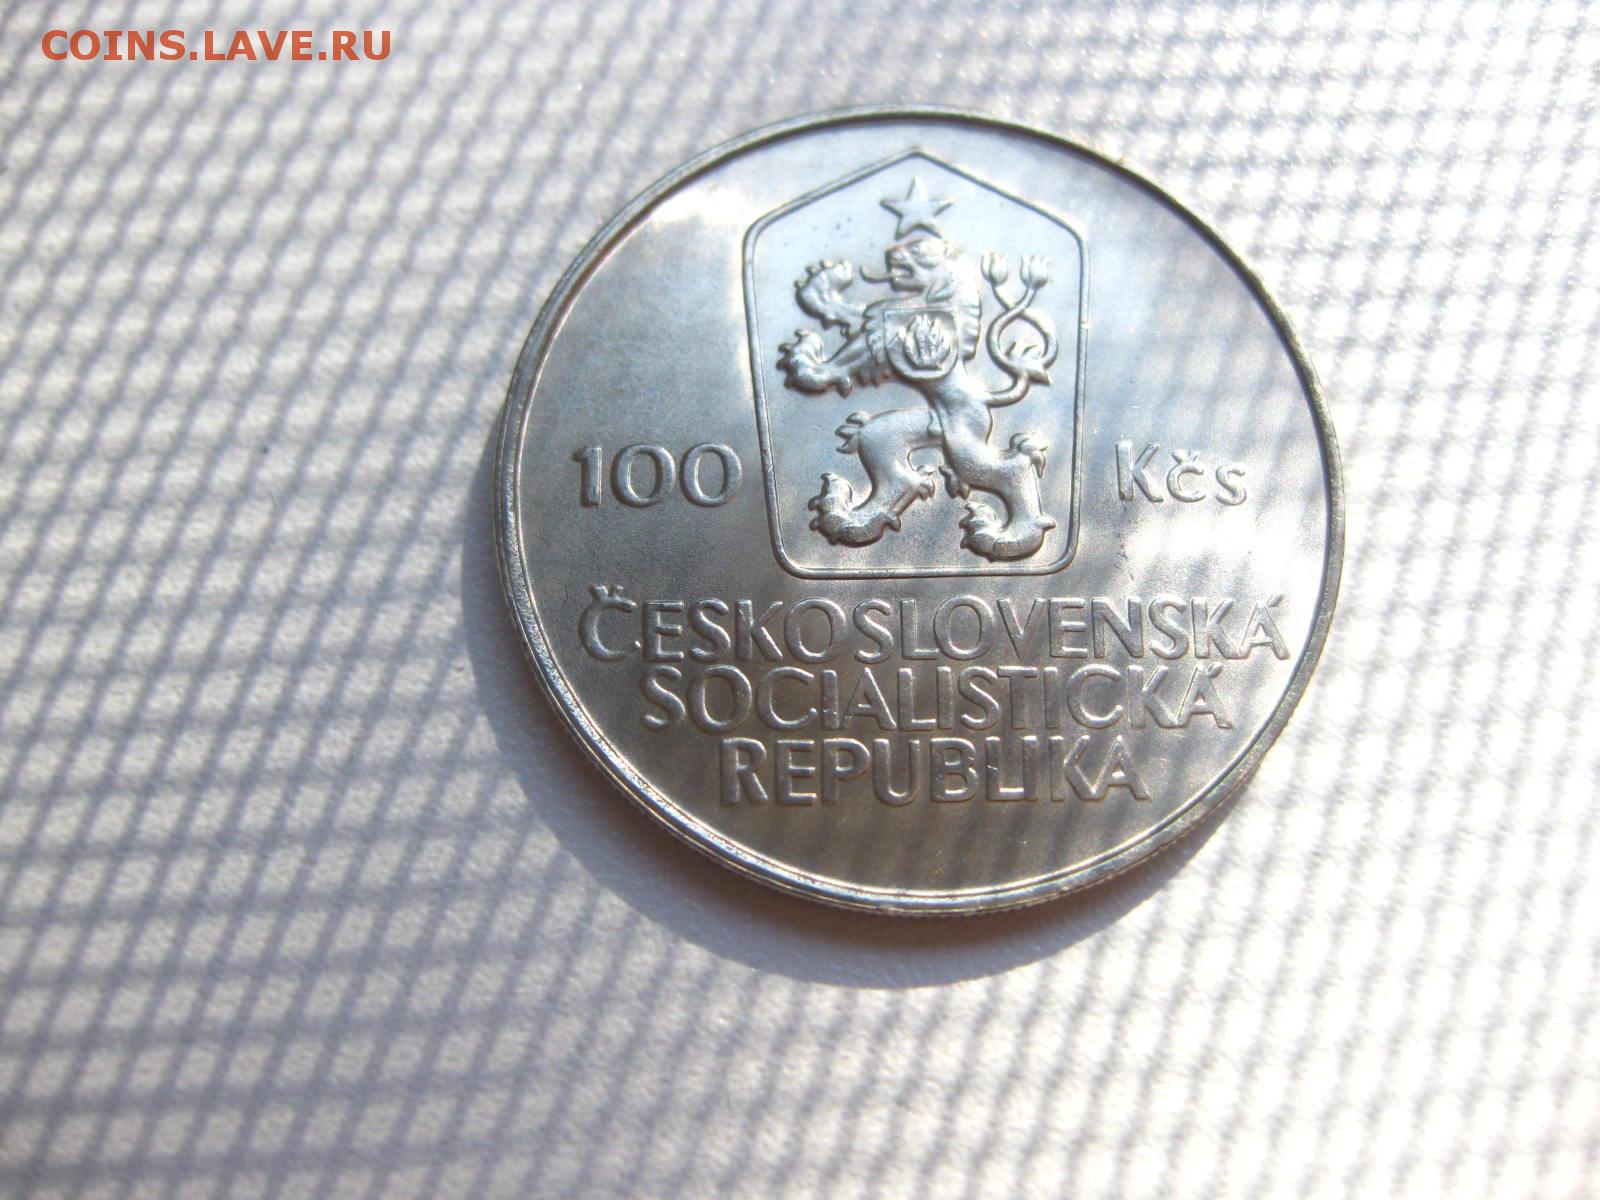 COINS.LAVE.RU
100 Kčs
ČESKOSLOVENSKÁ
SOCIALISTICKÁ
REPUBLIKA